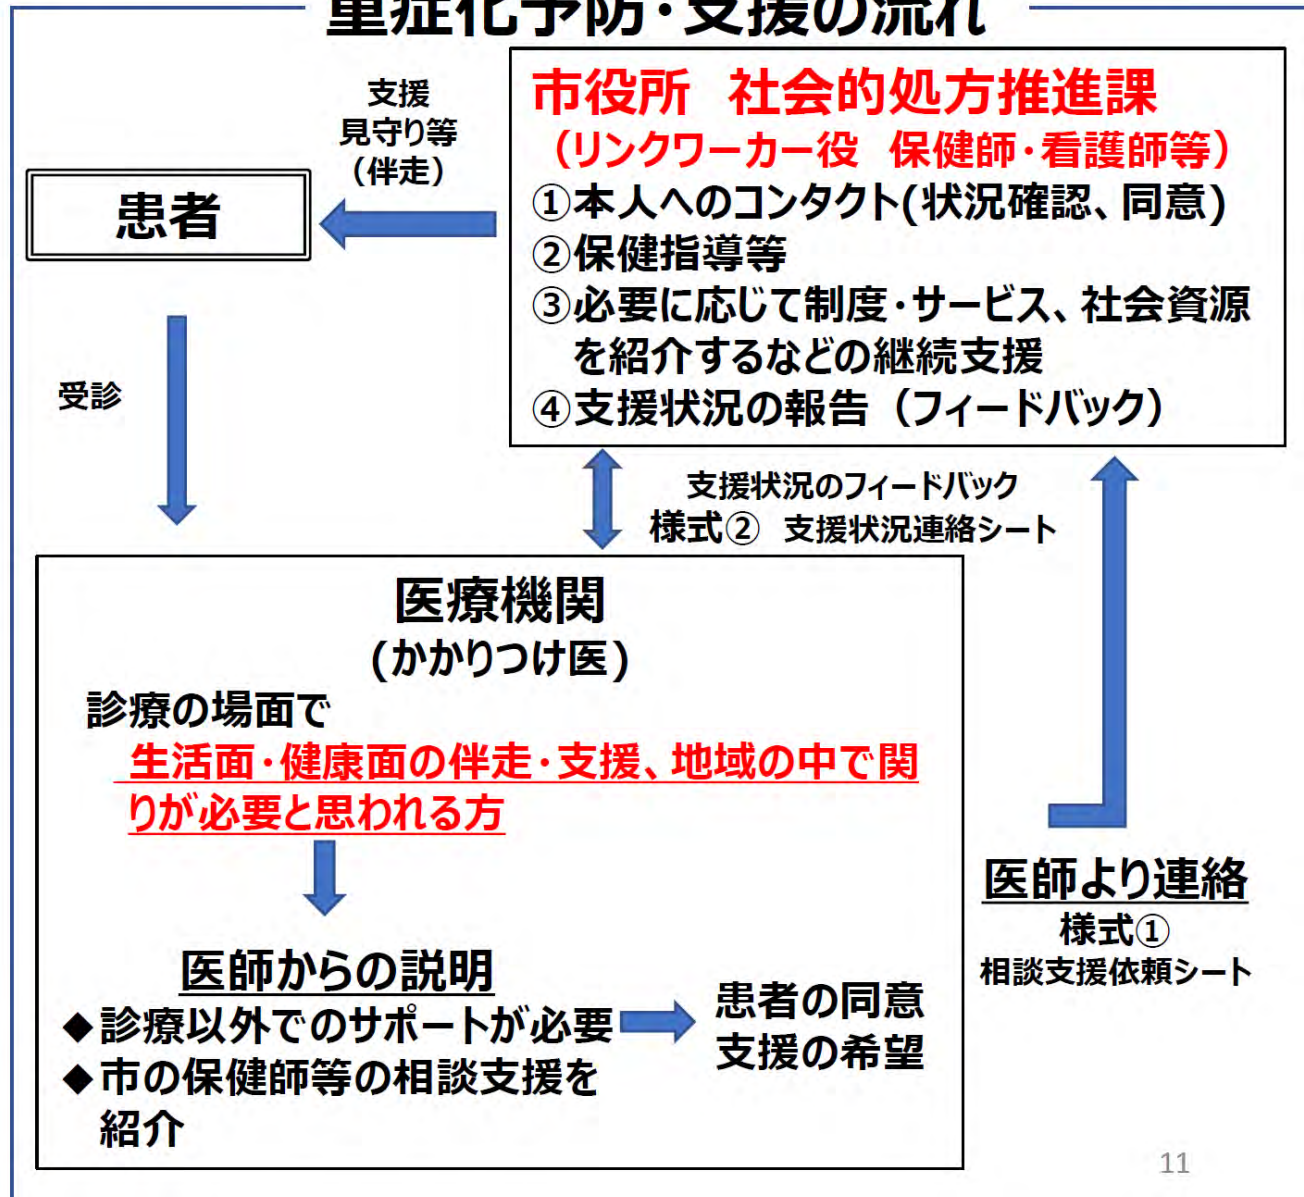 重症化予防・支援の流れ
支援
見守り等
（伴走）
患者
受診
市役所　社会的処方推進課
（リンクワーカー役　保健師・看護師等）
①本人へのコンタクト(状況確認、同意)
②保健指導等
③必要に応じて制度・サービス、社会資源
を紹介するなどの継続支援
④支援状況の報告（フィードバック）
支援状況のフィードバック
様式②　支援状況連絡シート
医療機関
(かかりつけ医)
診療の場面で
生活面・健康面の伴走・支援、地域の中で関
りが必要と思われる方
医師からの説明
◆診療以外でのサポートが必要
◆市の保健師等の相談支援を
紹介
患者の同意
支援の希望
医師より連絡
様式①
相談支援依頼シート
11